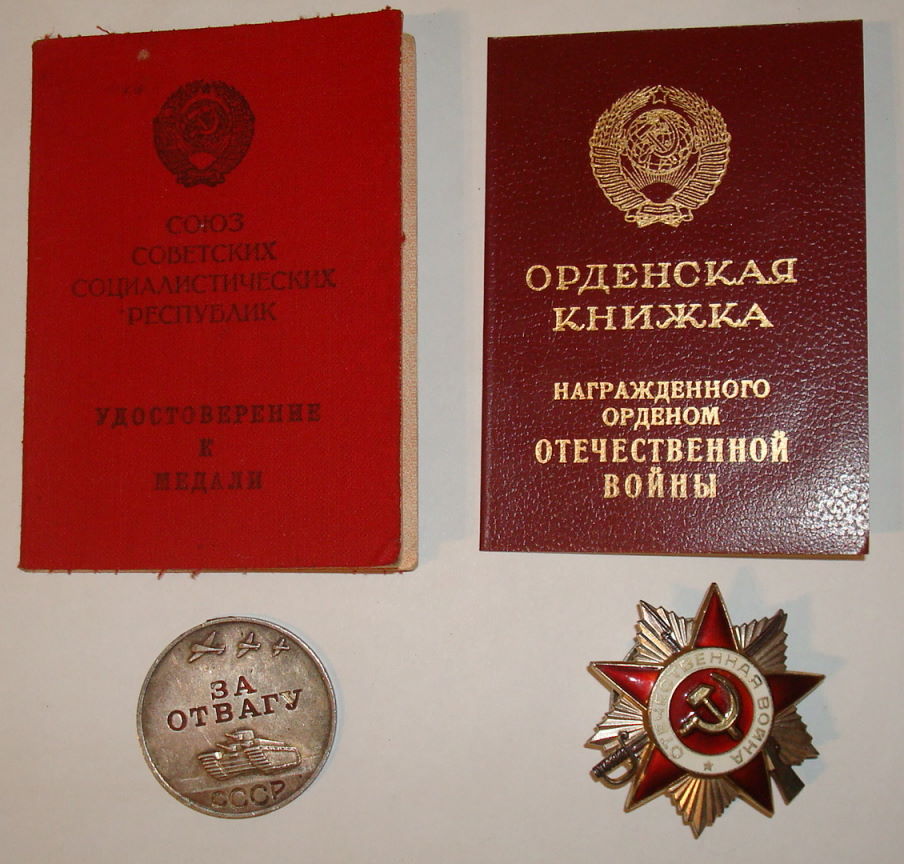 СОЮЗ
СОВЕТСКИХ
СОЦИАЛИСТИЧЕСКИХ
РЕСПУБЛИК
УДОСТОВЕРЕНИЕ
К
МЕДАЛИ
ОРДЕНСКАЯ
КНИЖКА
НАГРАЖДЕННОГО
ОРДЕНОМ
ОТЕЧЕСТВЕННОЙ
ВОЙНЫ
ЗА
ОТВАГУ
СССР
ОТЕЧЕСТВЕННАЯ ВОЙНА